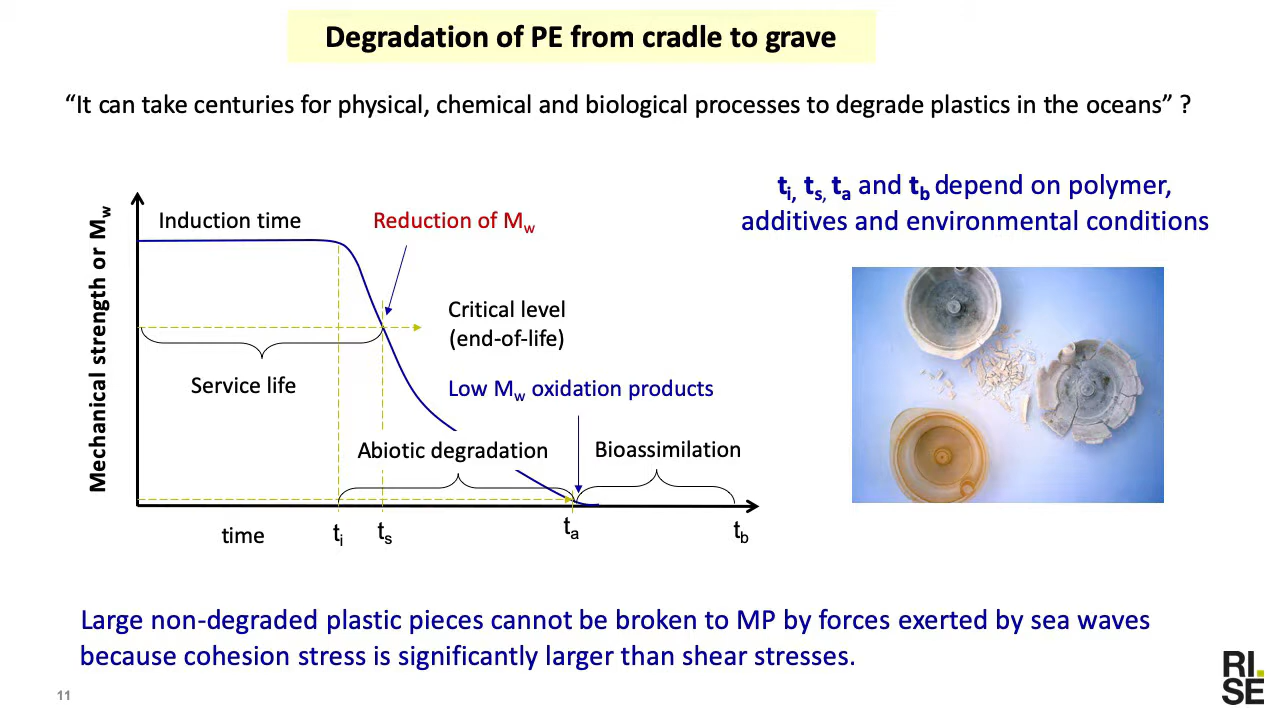 Degradation of PE from cradle to grave
“It can take centuries for physical, chemical and biological processes to degrade plastics in the oceans” ?
ti, ts, ta and tb depend on polymer,
additives and environmental conditions
Mechanical strength or Mw
Induction time
Reduction of Mw
Critical level
(end-of-life)
Service life
Low Mw oxidation products
Abiotic degradation
Bioassimilation
time
ti
ts
ta
tb
Large non-degraded plastic pieces cannot be broken to MP by forces exerted by sea waves
because cohesion stress is significantly larger than shear stresses.
11
RI.
SE